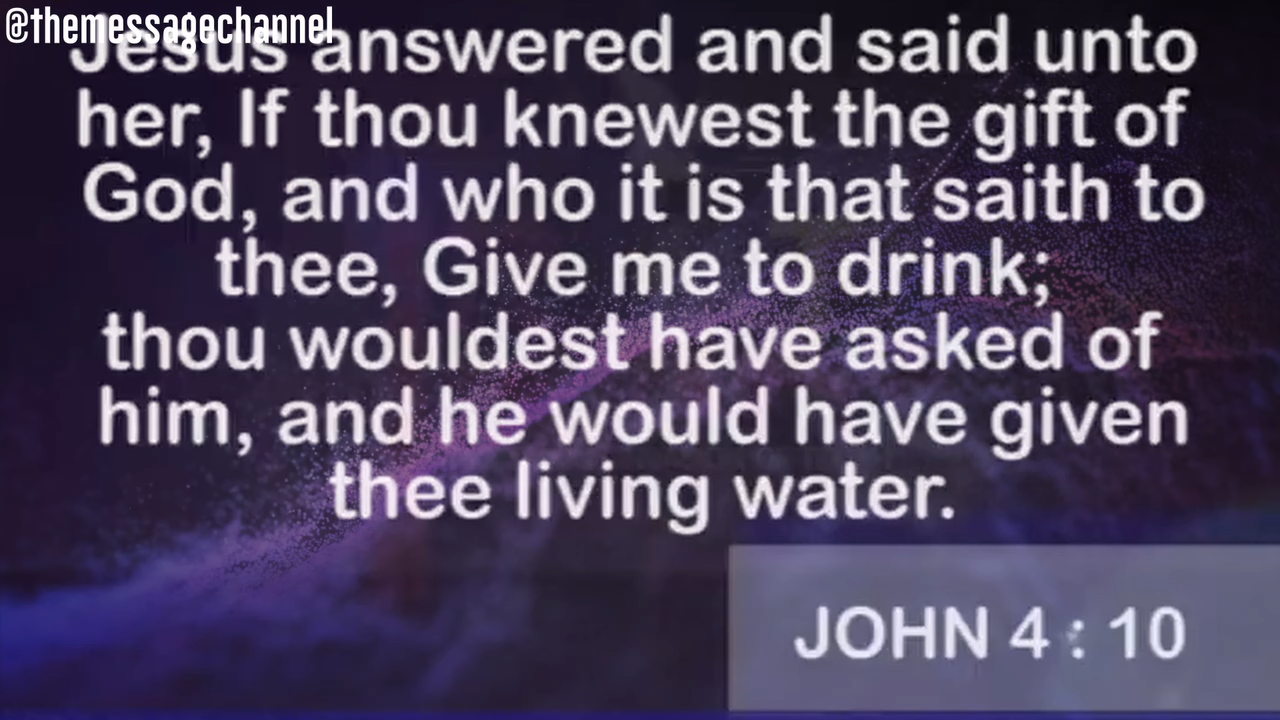 @themessagechannel
Jesus answered and said unto
her, If thou knewest the gift of
God, and who it is that saith to
thee, Give me to drink;
thou wouldest have asked of
him, and he would have given
thee living water.
JOHN 4 : 10